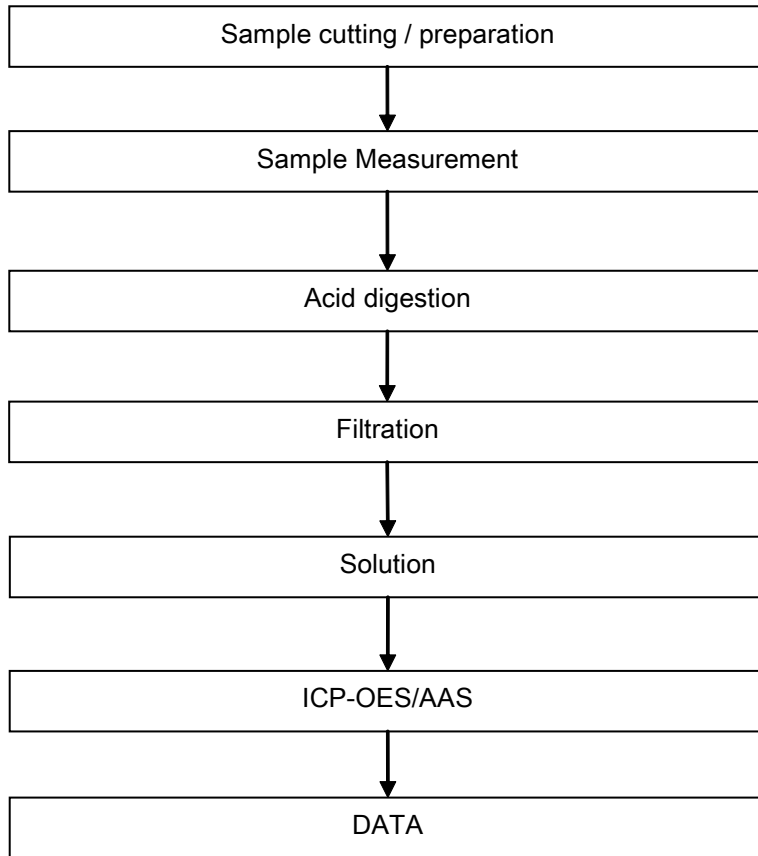 Sample cutting / preparation
Sample Measurement
Acid digestion
Filtration
Solution
ICP-OES/AAS
DATA